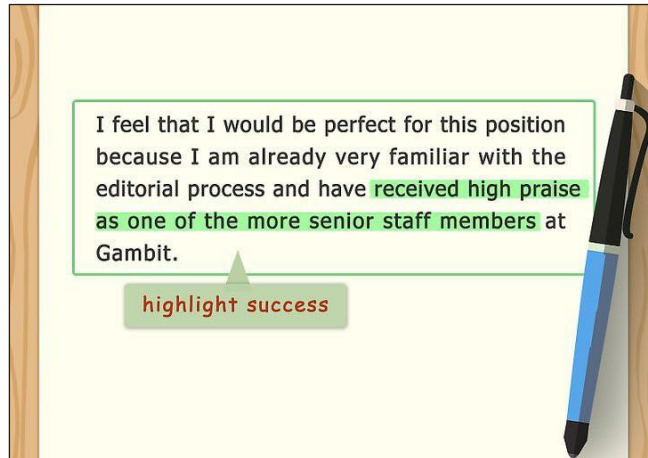 I feel that I would be perfect for this position
because I am already very familiar with the
editorial process and have received high praise
as one of the more senior staff members at
Gambit.
highlight success